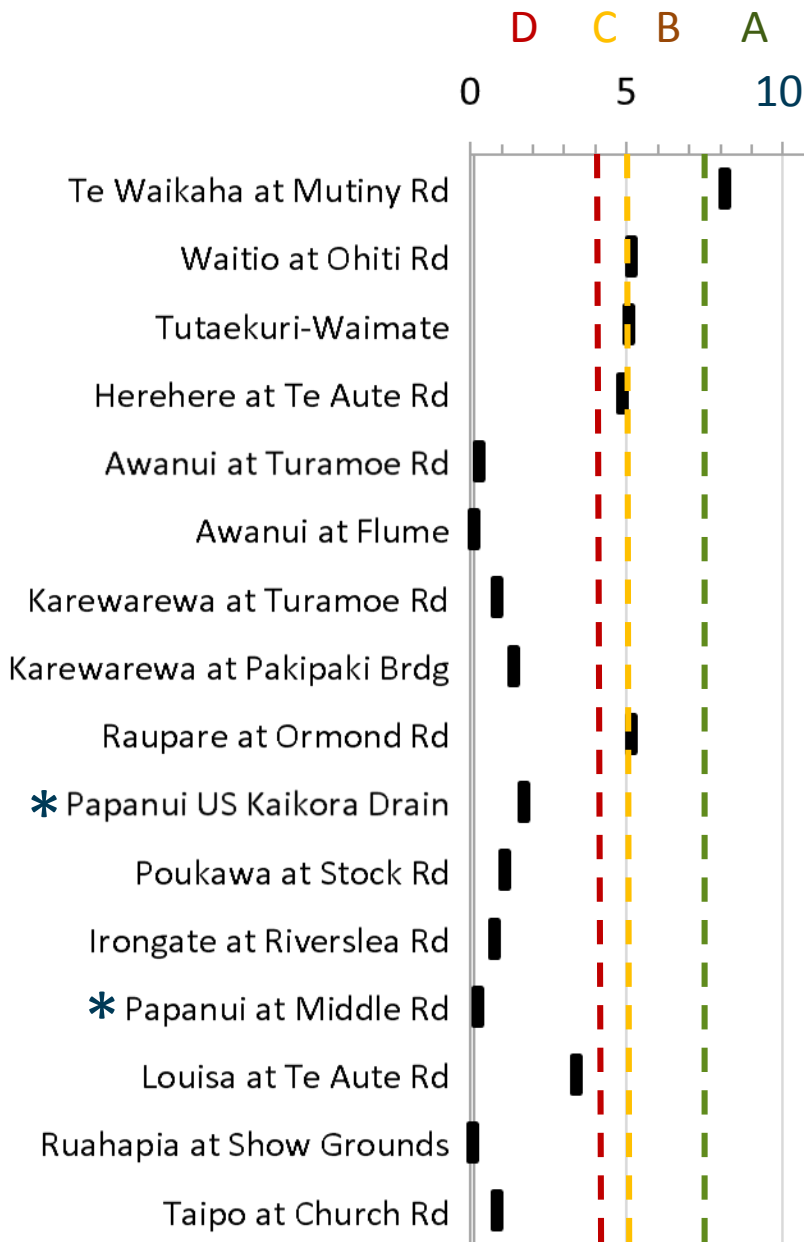 D C B A
0 5 10
Te Waikaha at Mutiny Rd
Waitio at Ohiti Rd
Tutaekuri-Waimate
Herehere at Te Aute Rd
Awanui at Turamoe Rd
Awanui at Flume
Karewarewa at Turamoe Rd
Karewarewa at Pakipaki Brdg
Raupare at Ormond Rd
* Papanui US Kaikora Drain
Poukawa at Stock Rd
Irongate at Riverslea Rd
* Papanui at Middle Rd
Louisa at Te Aute Rd
Ruahapia at Show Grounds
Taipo at Church Rd